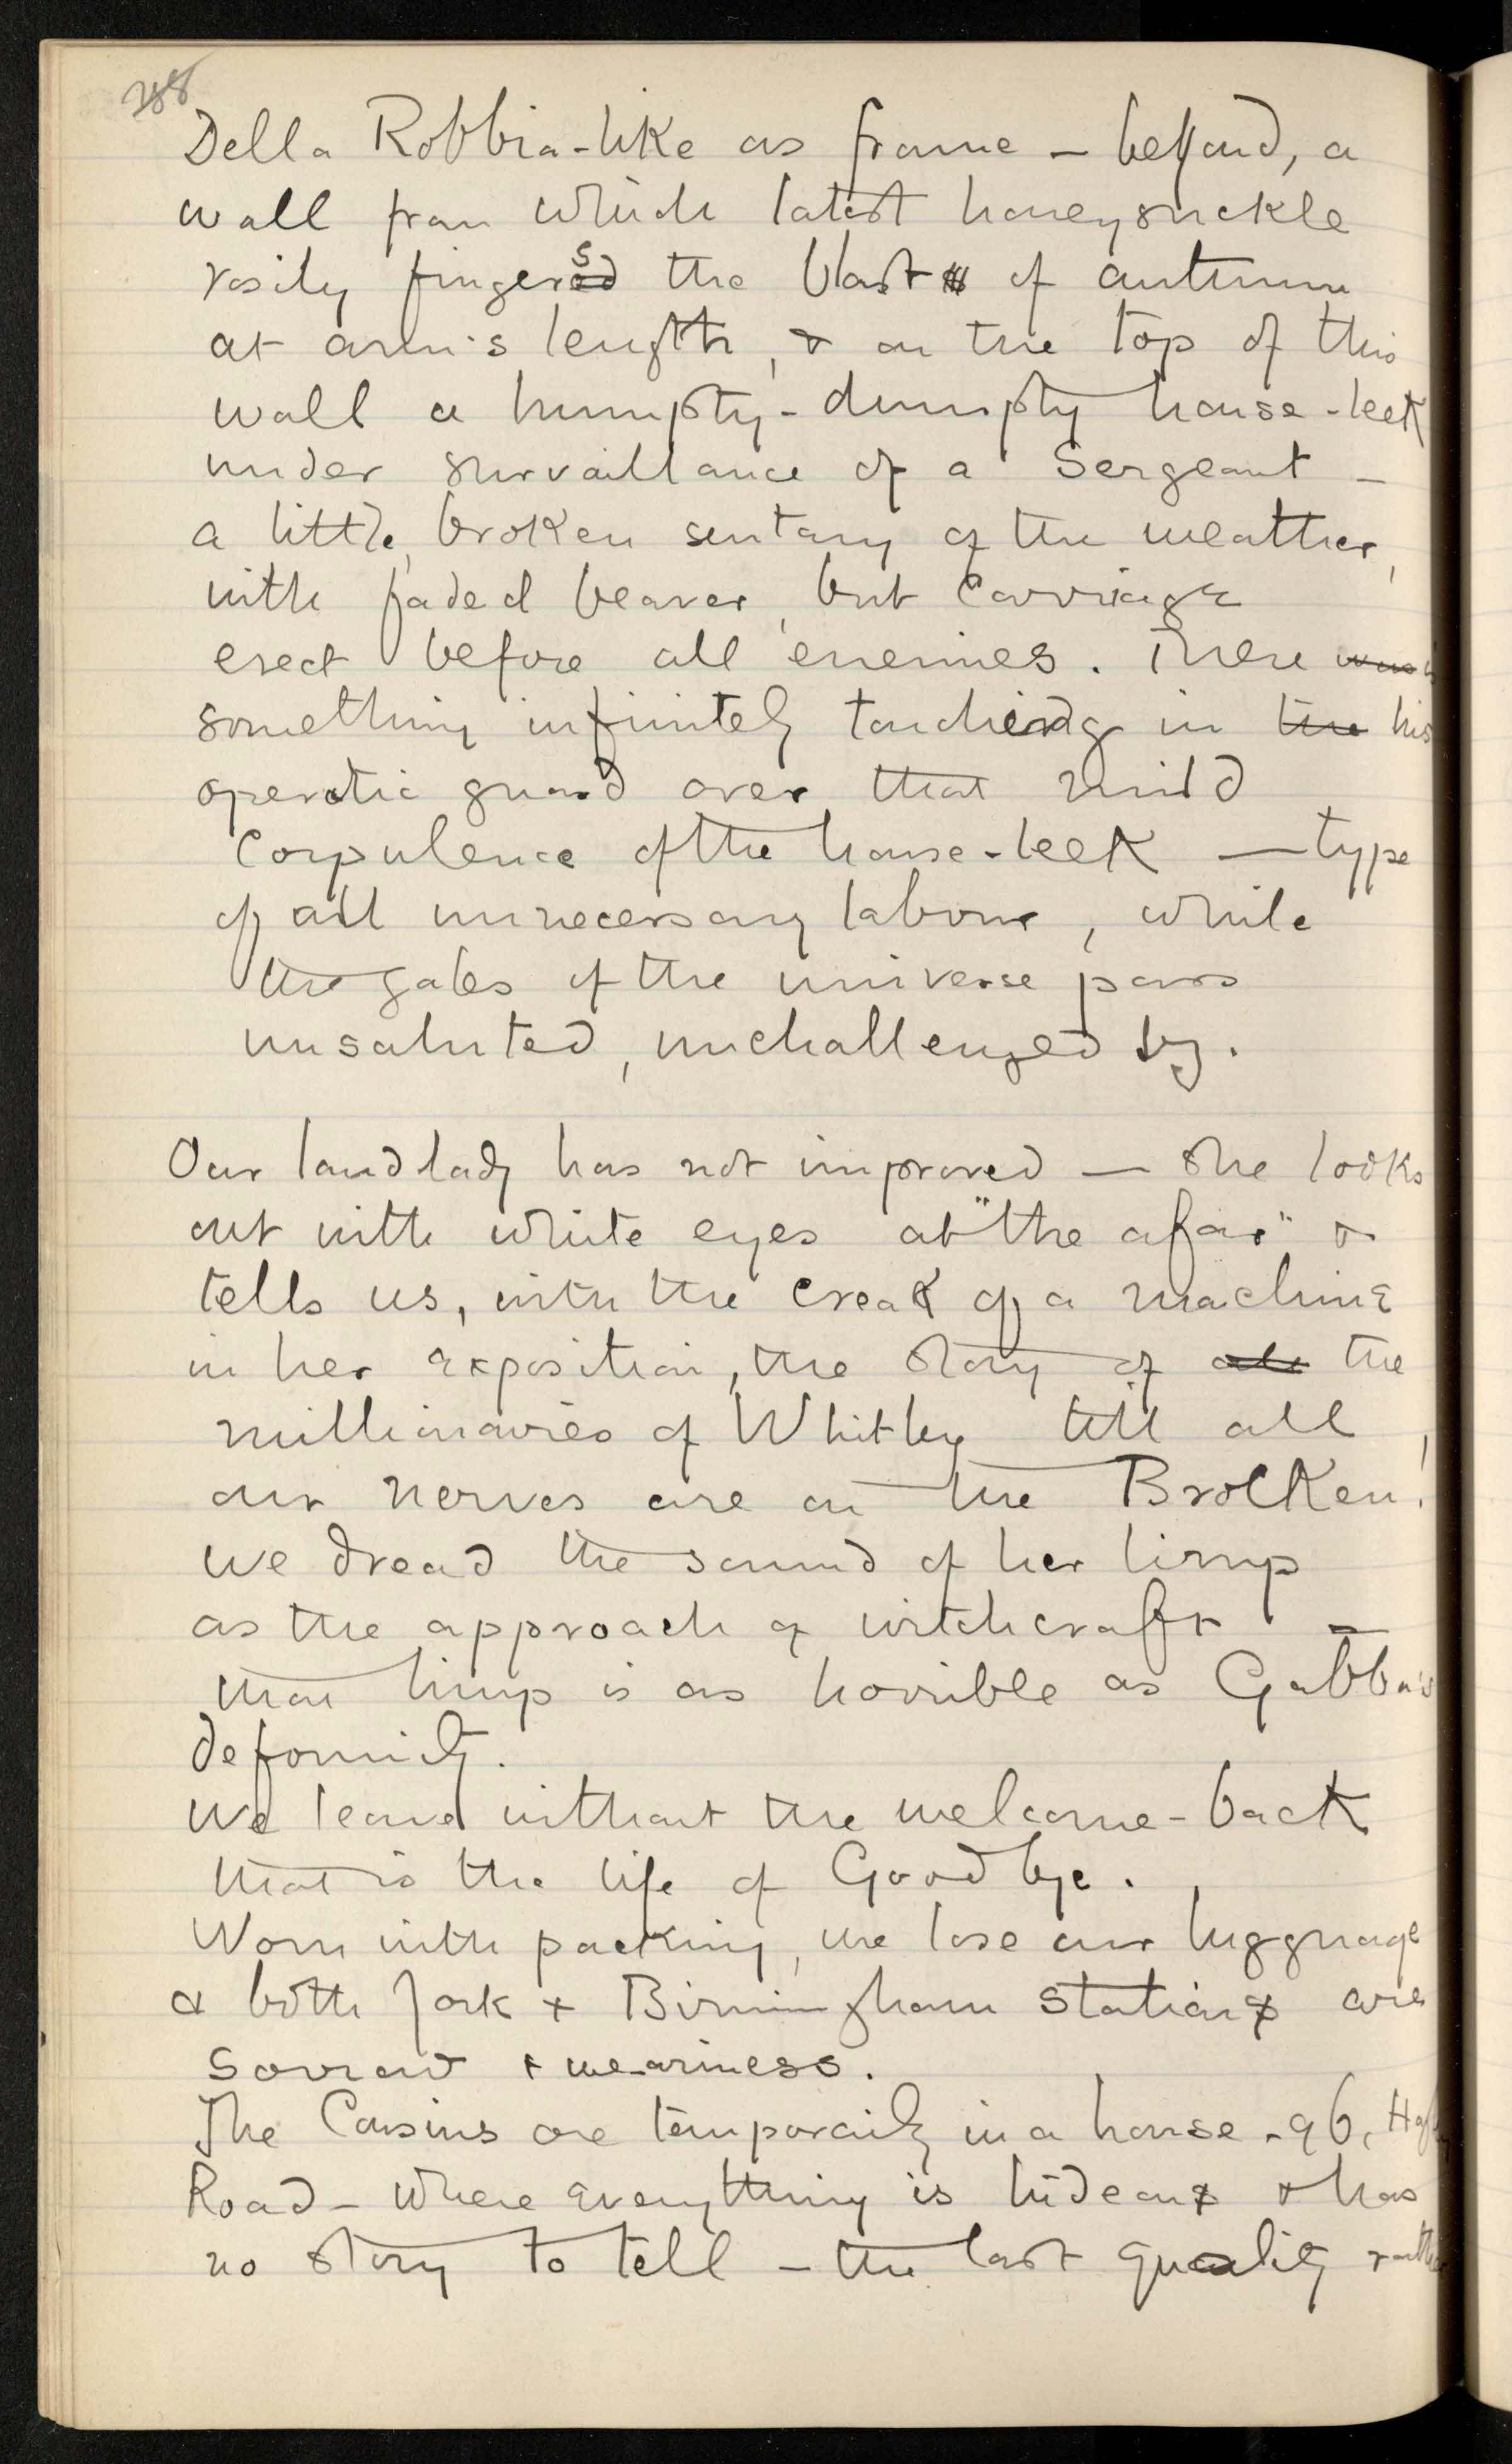 288
Della Robbia-like as frame – beyond, a
wall from which latest honeysuckle
rosily fingers the blast of autumn
at arm's length, & on the top of this
wall a humpty-dumpty house-leek
under survaillance of a Sergeant –
a little, broken sentary of the weather,
with faded beaver, but carriage
erect before all enemies. There was
something infinitely touching in the his
operatic guard over that mild
corpulence of the house-leek — type
of all unnecessary labour, while
the gales of the universe pass
unsaluted, unchallenged by.
Our landlady has not improved — she looks
out with white eyes at "the afar" &
tells us, with the creak of a machine
in her exposition, the story of the
millionaires of Whitby till all
our nerves are on the Brocken!
We dread the sound of her limp
as the approach of witchcraft –
that limp is as horrible as Gabba's
deformity.
We leave without the welcome-back
that is the life of Goodbye.
Worn with packing, we lose our lugguage
& both York & Birmingham stations are
sorrow & weariness.
The Cousins are temporaily in a house - 96,
Road – where everything is hideous & has
no story to tell – the last quality rather